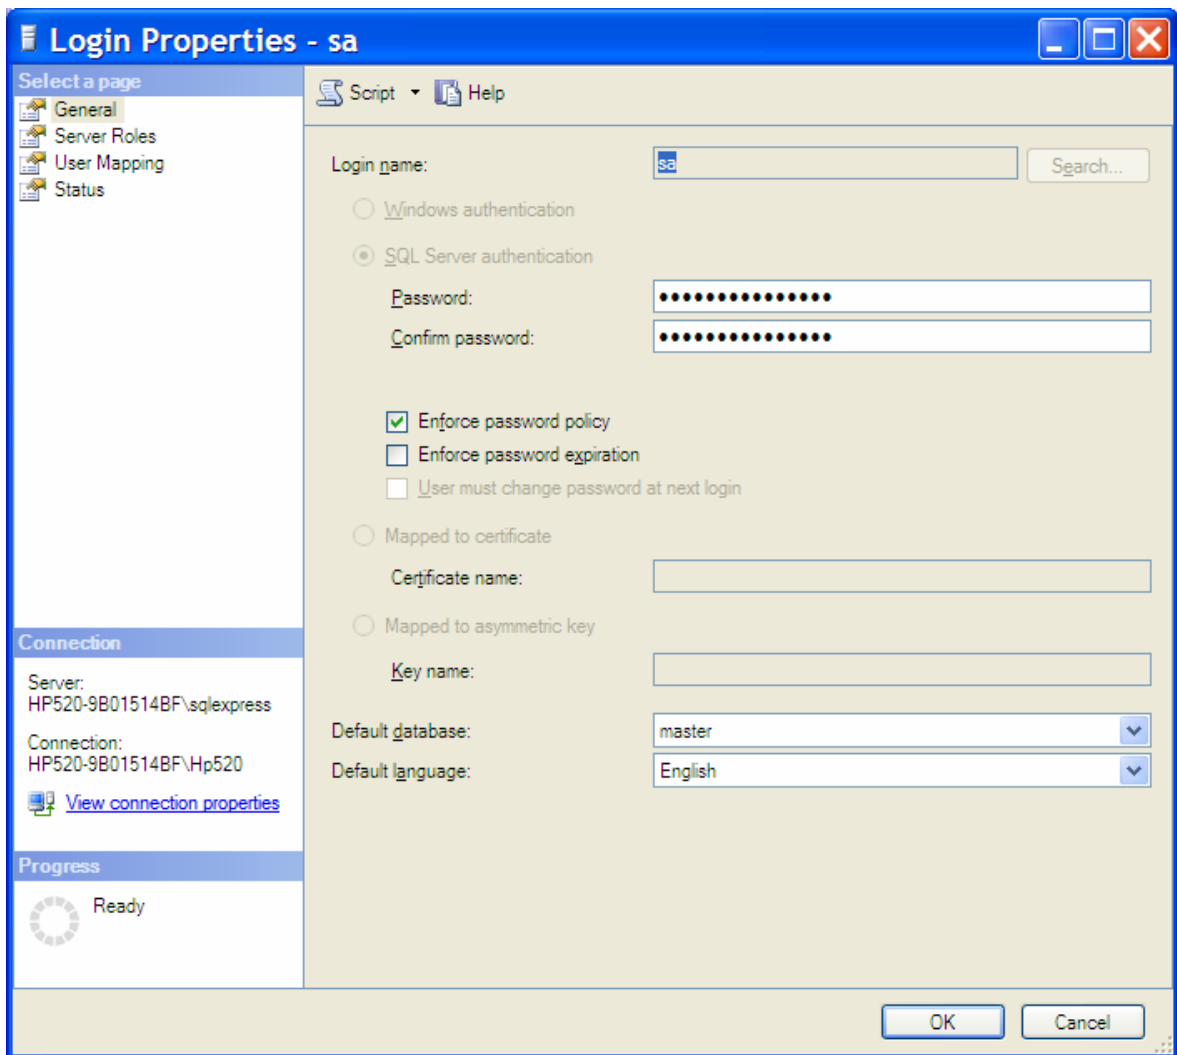 Login Properties - sa
Select a page
General
Server Roles
User Mapping
Status
Connection
Server:
HP520-9B01514BF\sqlexpress
Connection:
HP520-9B01514BF\Hp520
View connection properties
Progress
Ready
Script
Help
Login name:
sa
Search...
Windows authentication
SQL Server authentication
Password:
●●●●●●●●●●●●●●●
Confirm password:
●●●●●●●●●●●●●●●
Enforce password policy
Enforce password expiration
User must change password at next login
Mapped to certificate
Certificate name:
Mapped to asymmetric key
Key name:
Default database:
master
Default language:
English
OK
Cancel